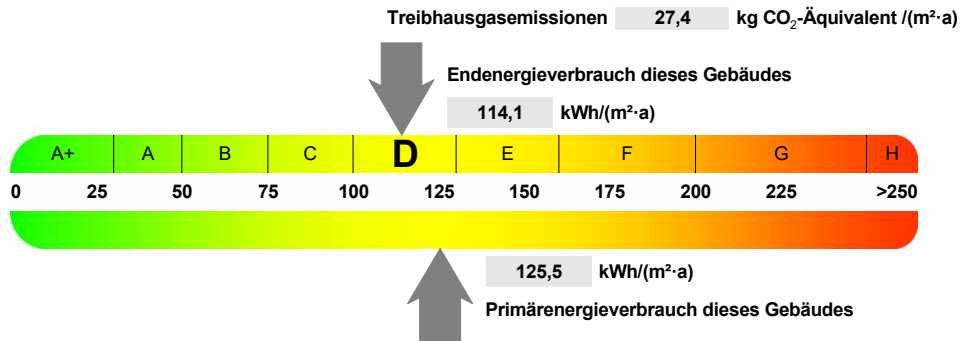 Treibhausgasemissionen 27,4 kg CO₂-Äquivalent /(m²·a)
Endenergieverbrauch dieses Gebäudes
114,1 kWh/(m²·a)
A+ A B C D E F G H
0 25 50 75 100 125 150 175 200 225 >250
125,5 kWh/(m²·a)
Primärenergieverbrauch dieses Gebäudes